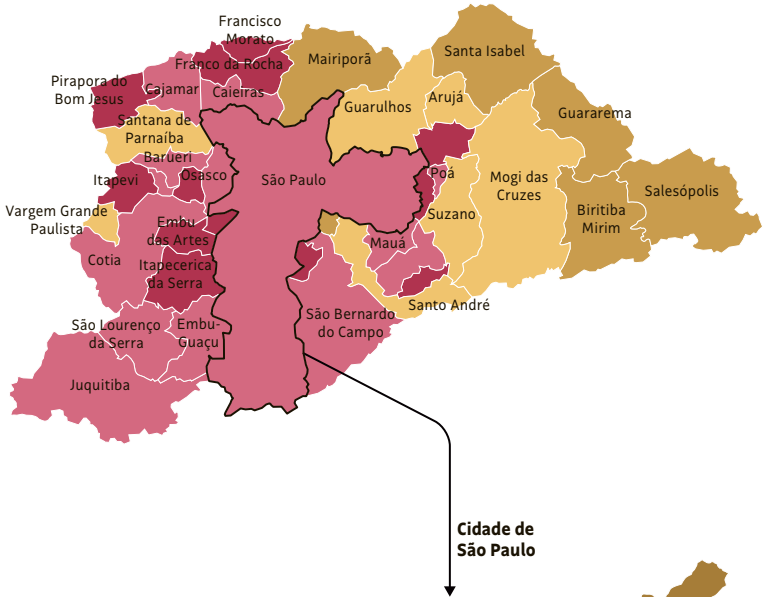 Francisco
Morato
Mairiporã
Santa Isabel
Franco da Rocha
Pirapora do
Bom Jesus
Cajamar
Caieiras
Guarulhos
Arujá
Guararema
Santana de
Parnaíba
Barueri
Itapevi
Osasco
São Paulo
Poá
Mogi das
Cruzes
Salesópolis
Vargem Grande
Paulista
Embu
das Artes
Suzano
Biritiba
Mirim
Mauá
Cotia
Itapecerica
da Serra
Santo André
São Lourenço
da Serra
Embu-
Guaçu
São Bernardo
do Campo
Juquitiba
Cidade de
São Paulo